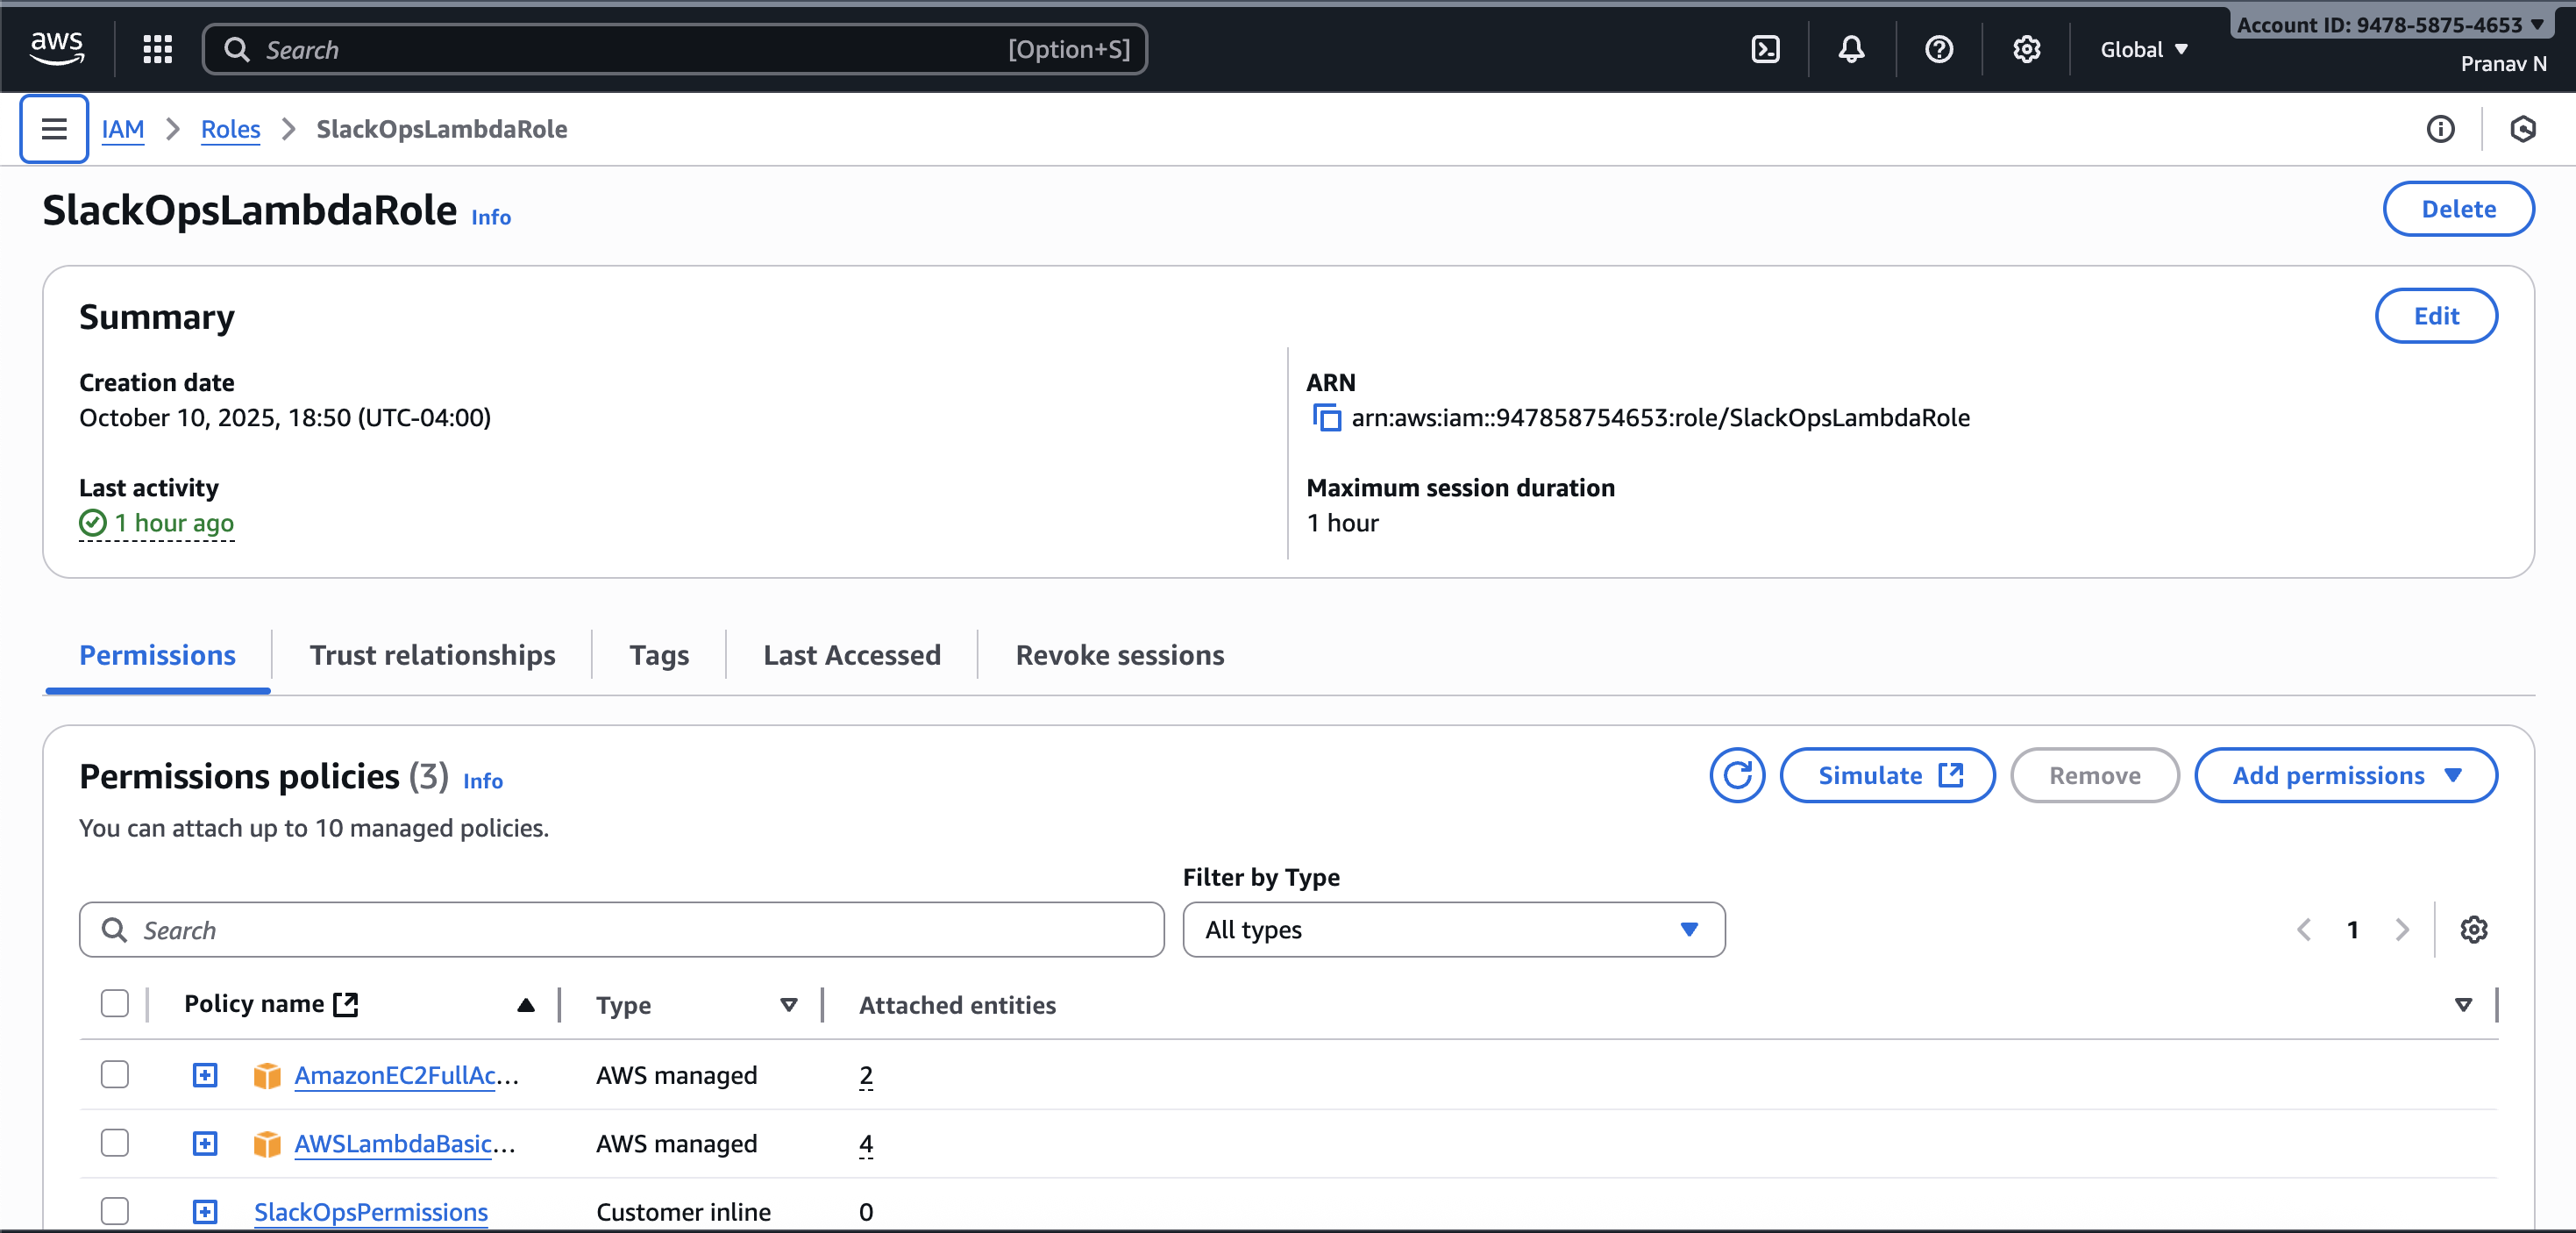 aws
Search
[Option+S]
Global
Account ID: 9478-5875-4653
Pranav N
IAM
Roles
SlackOpsLambdaRole
SlackOpsLambdaRole
Info
Delete
Summary
Edit
Creation date
October 10, 2025, 18:50 (UTC-04:00)
ARN
arn:aws:iam::947858754653:role/SlackOpsLambdaRole
Last activity
1 hour ago
Maximum session duration
1 hour
Permissions
Trust relationships
Tags
Last Accessed
Revoke sessions
Permissions policies (3)
Info
Simulate
Remove
Add permissions
You can attach up to 10 managed policies.
Filter by Type
Search
All types
1
Policy name
Type
Attached entities
AmazonEC2FullAc...
AWS managed
2
AWSLambdaBasic...
AWS managed
4
SlackOpsPermissions
Customer inline
0